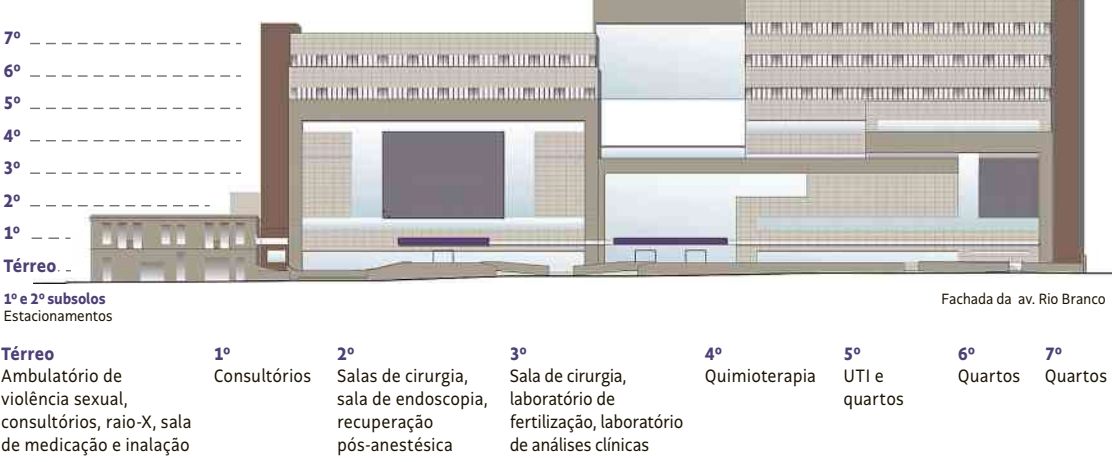 7º
6º
5º
4º
3º
2º
1º
Térreo
1º e 2º subsolos
Estacionamentos
Fachada da av. Rio Branco
Térreo
Ambulatório de
violência sexual,
consultórios, raio-X, sala
de medicação e inalação
1º
Consultórios
2º
Salas de cirurgia,
sala de endoscopia,
recuperação
pós-anestésica
3º
Sala de cirurgia,
laboratório de
fertilização, laboratório
de análises clínicas
4º
Quimioterapia
5º
UTI e
quartos
6º
Quartos
7º
Quartos